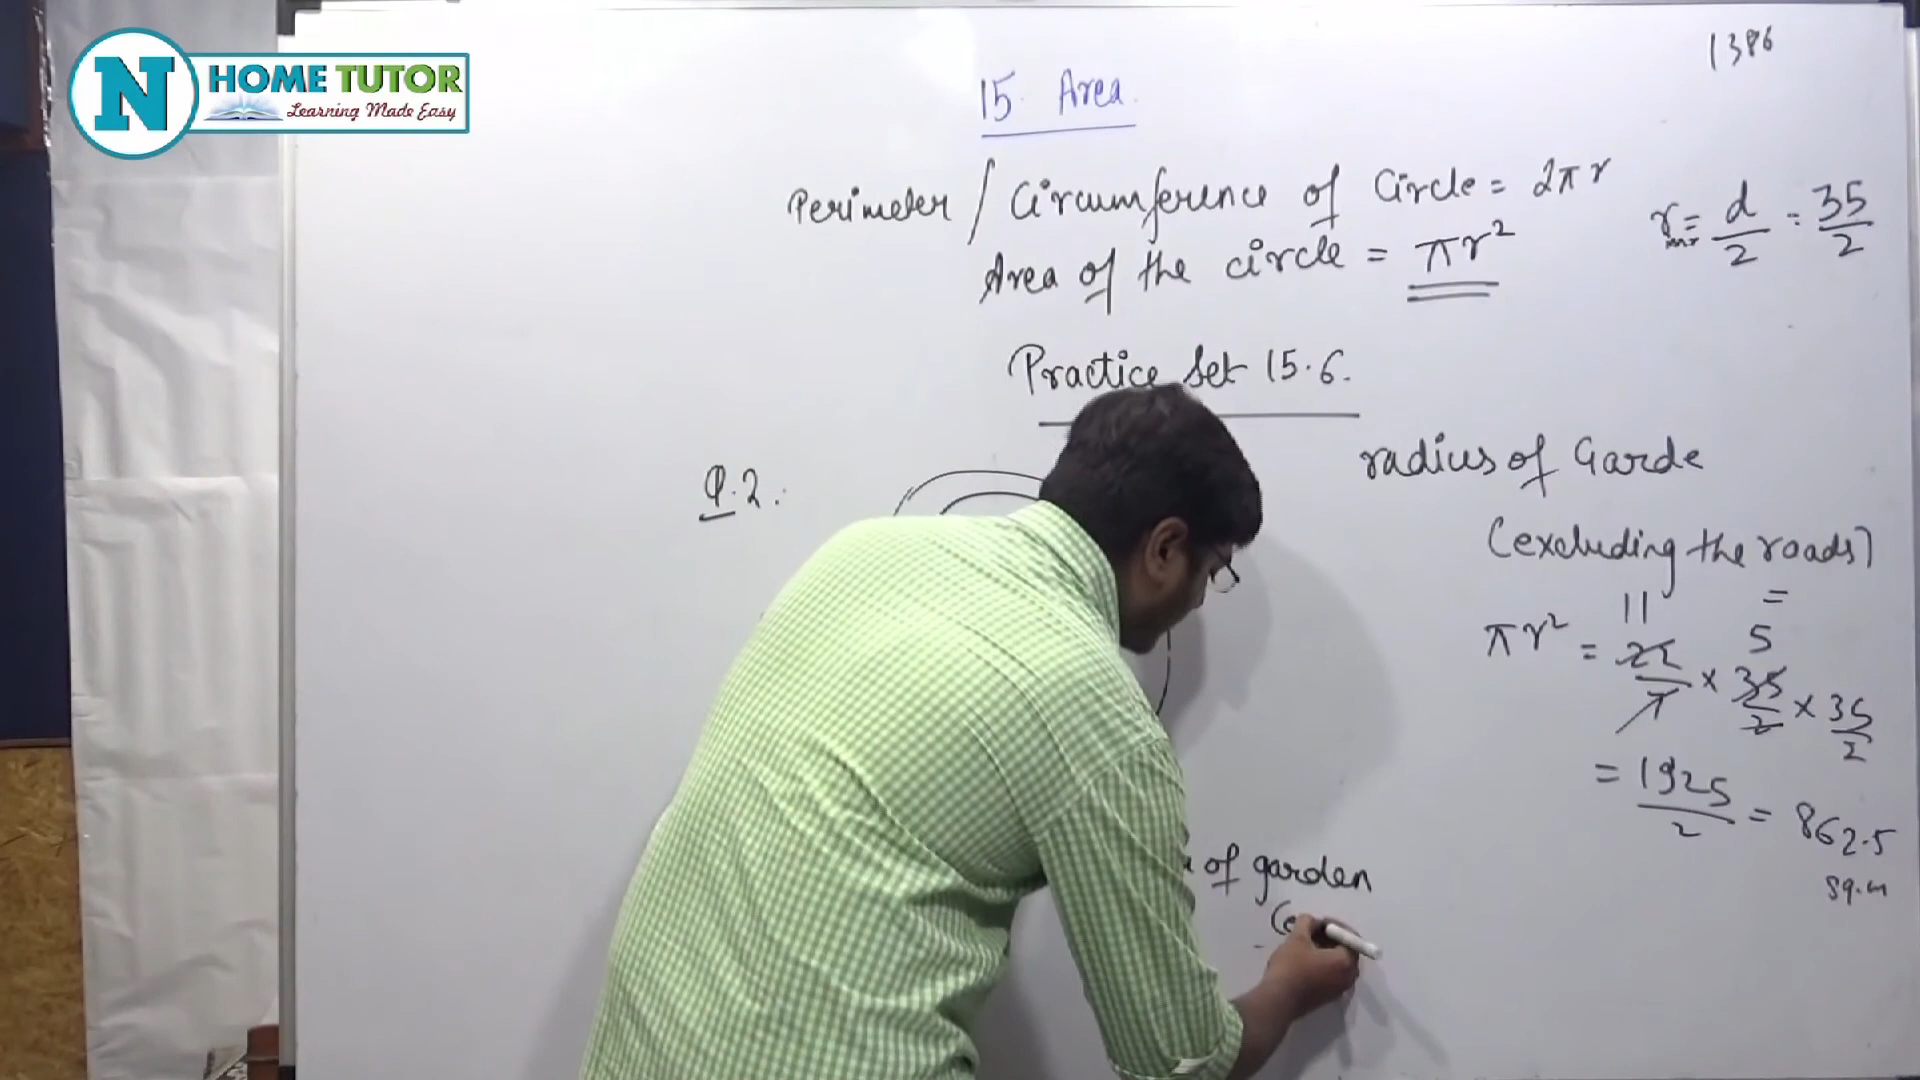 N HOME TUTOR
Learning Made Easy
1386
15. Area.
Perimeter / Circumference of Circle = 2πr
Area of the circle = πr²
r = d/2 = 35/2
Practice Set 15.6.
Q.2.
radius of Garde
(excluding the roads)
=
11 5
πr² = 22/7 × 35/2 × 35/2
= 1925/2 = 862.5
sq.m
of garden
(e